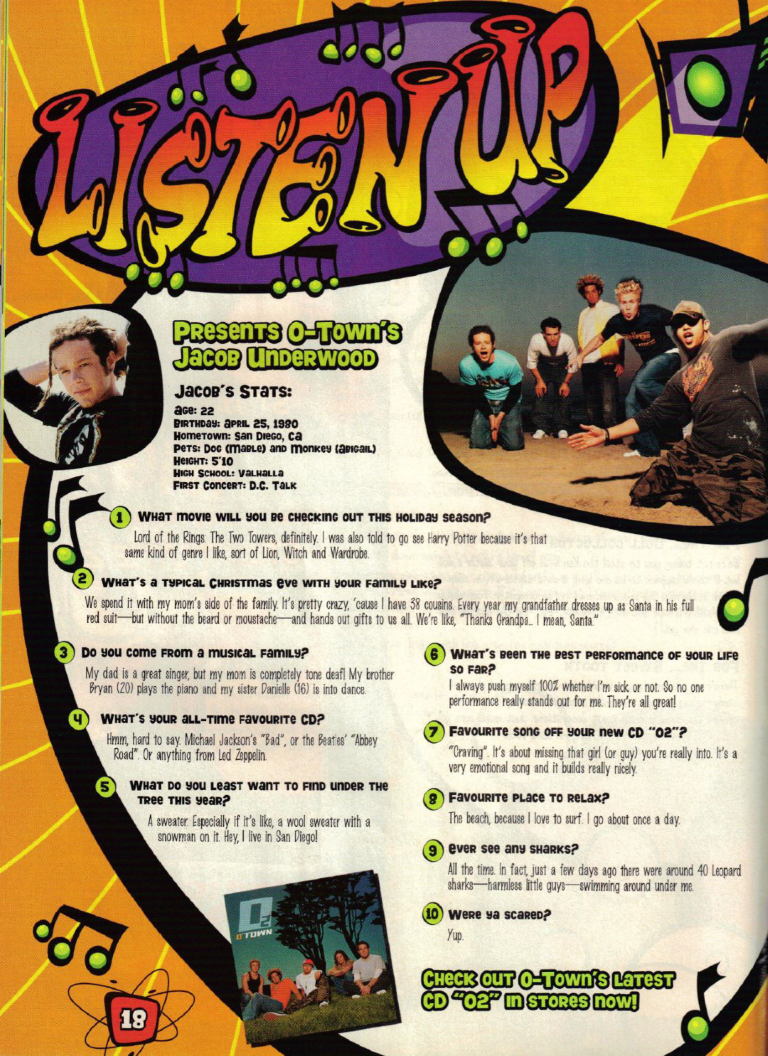 LISTEN UP
Presents O-Town's
Jacob Underwood
Jacob's Stats:
Age: 22
Birthday: April 25, 1980
Hometown: San Diego, CA
Pets: Dog (Mable) and Monkey (Abigail)
Height: 5'10
High School: Valhalla
First Concert: D.C. Talk
1 What movie will you be checking out this holiday season?
Lord of the Rings: The Two Towers, definitely. I was also told to go see Harry Potter because it's that
same kind of genre I like, sort of Lion, Witch and Wardrobe.
2 What's a typical Christmas Eve with your family like?
We spend it with my mom's side of the family. It's pretty crazy, 'cause I have 38 cousins. Every year my grandfather dresses up as Santa in his full
red suit—but without the beard or moustache—and hands out gifts to us all. We're like, "Thanks Grandpa... I mean, Santa."
3 Do you come from a musical family?
My dad is a great singer, but my mom is completely tone deaf! My brother
Bryan (20) plays the piano and my sister Danielle (16) is into dance.
4 What's your all-time favourite CD?
Hmm, hard to say. Michael Jackson's "Bad", or the Beatles' "Abbey
Road". Or anything from Led Zeppelin.
5 What do you least want to find under the
tree this year?
A sweater. Especially if it's like, a wool sweater with a
snowman on it. Hey, I live in San Diego!
6 What's been the best performance of your life
so far?
I always push myself 100% whether I'm sick or not. So no one
performance really stands out for me. They're all great!
7 Favourite song off your new CD "O2"?
"Craving". It's about missing that girl (or guy) you're really into. It's a
very emotional song and it builds really nicely.
8 Favourite place to relax?
The beach, because I love to surf. I go about once a day.
9 Ever see any sharks?
All the time. In fact, just a few days ago there were around 40 Leopard
sharks—harmless little guys—swimming around under me.
10 Were ya scared?
Yup.
O2
O-TOWN
Check out O-Town's latest
CD "O2" in stores now!
18